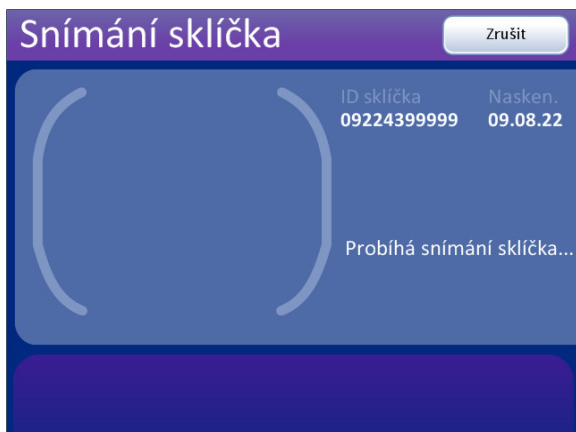 Snímání sklíčka
Zrušit
ID sklíčka Nasken.
09224399999 09.08.22
Probíhá snímání sklíčka...